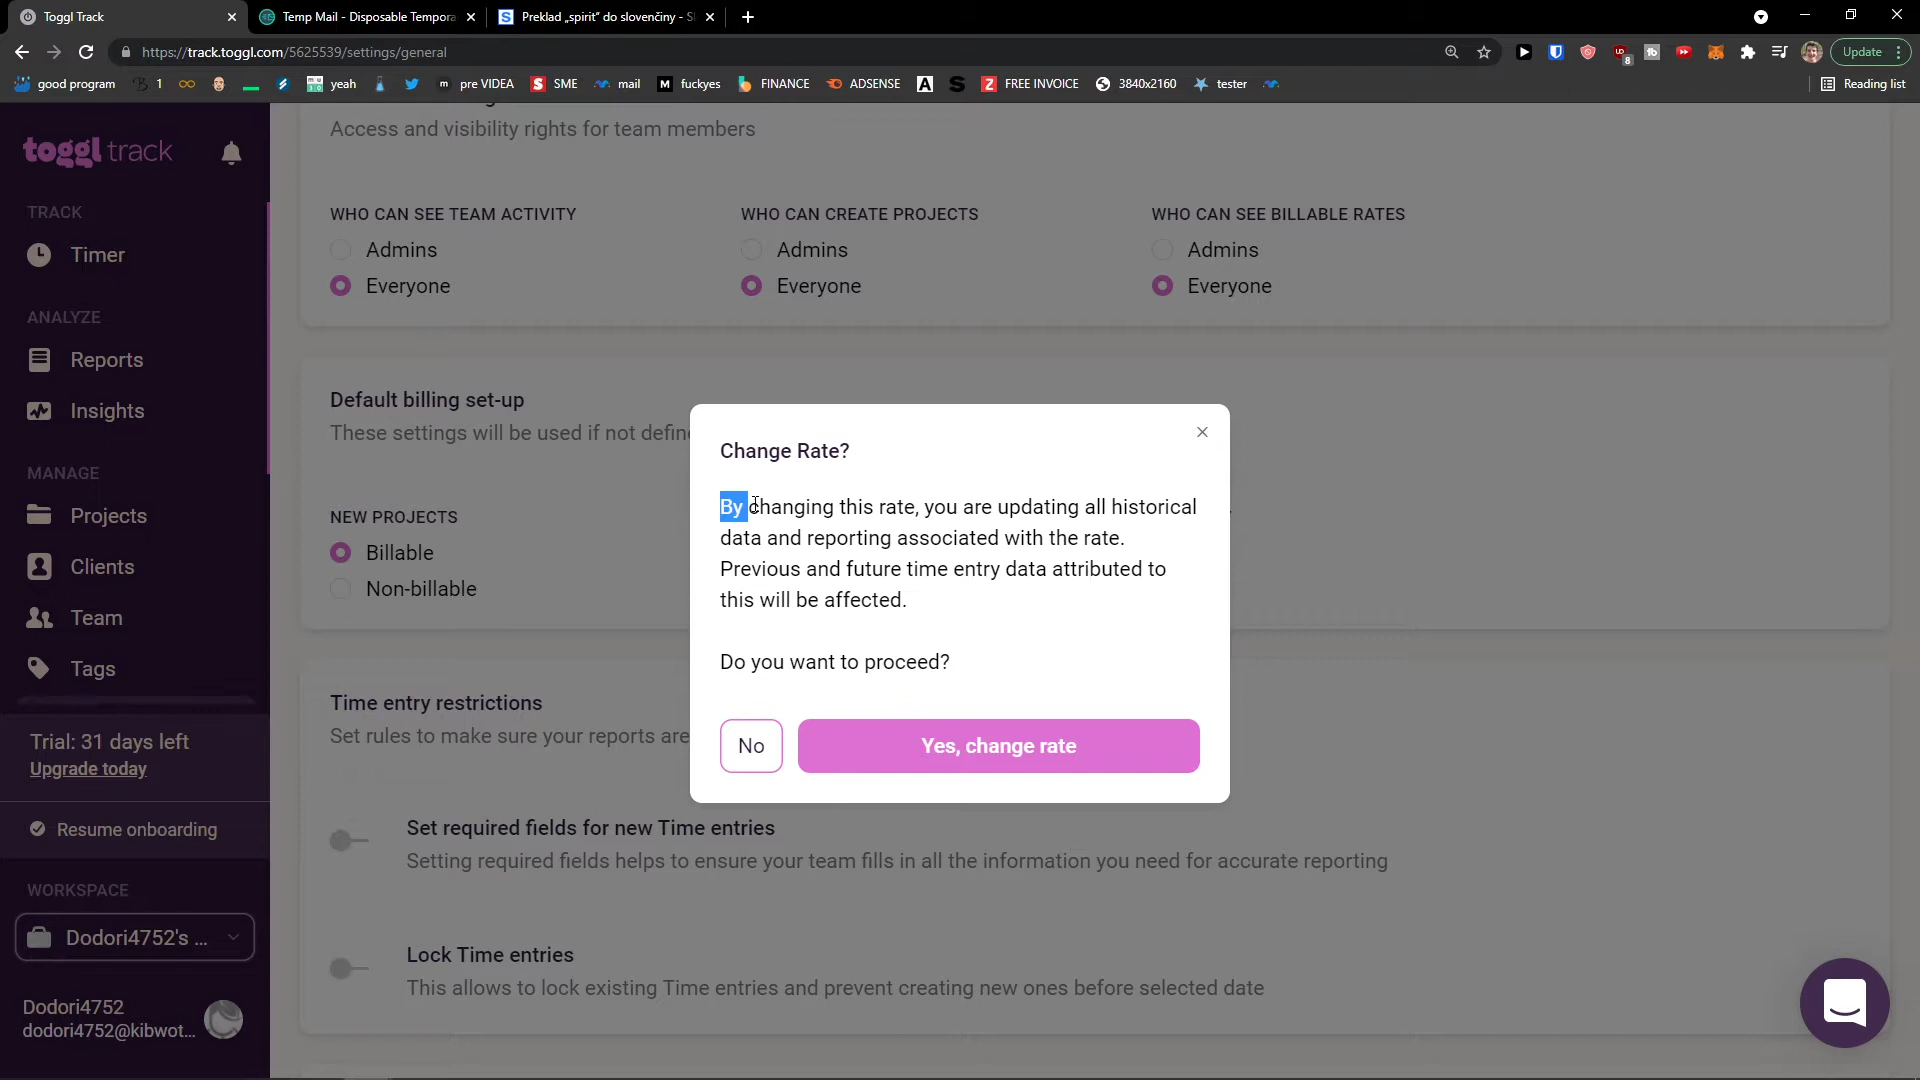 Toggl Track
Temp Mail - Disposable Tempora
Preklad „spirit“ do slovenčiny - S
https://track.toggl.com/5625539/settings/general
8
Update
good program
1
yeah
pre VIDEA
SME
mail
fuckyes
FINANCE
ADSENSE
FREE INVOICE
3840x2160
tester
Reading list
toggl track
TRACK
Timer
ANALYZE
Reports
Insights
MANAGE
Projects
Clients
Team
Tags
Trial: 31 days left
Upgrade today
Resume onboarding
WORKSPACE
Dodori4752's ...
Dodori4752
dodori4752@kibwot...
Access and visibility rights for team members
WHO CAN SEE TEAM ACTIVITY
Admins
Everyone
WHO CAN CREATE PROJECTS
Admins
Everyone
WHO CAN SEE BILLABLE RATES
Admins
Everyone
Default billing set-up
These settings will be used if not define
NEW PROJECTS
Billable
Non-billable
Change Rate?
By changing this rate, you are updating all historical
data and reporting associated with the rate.
Previous and future time entry data attributed to
this will be affected.
Do you want to proceed?
No
Yes, change rate
Time entry restrictions
Set rules to make sure your reports are
Set required fields for new Time entries
Setting required fields helps to ensure your team fills in all the information you need for accurate reporting
Lock Time entries
This allows to lock existing Time entries and prevent creating new ones before selected date